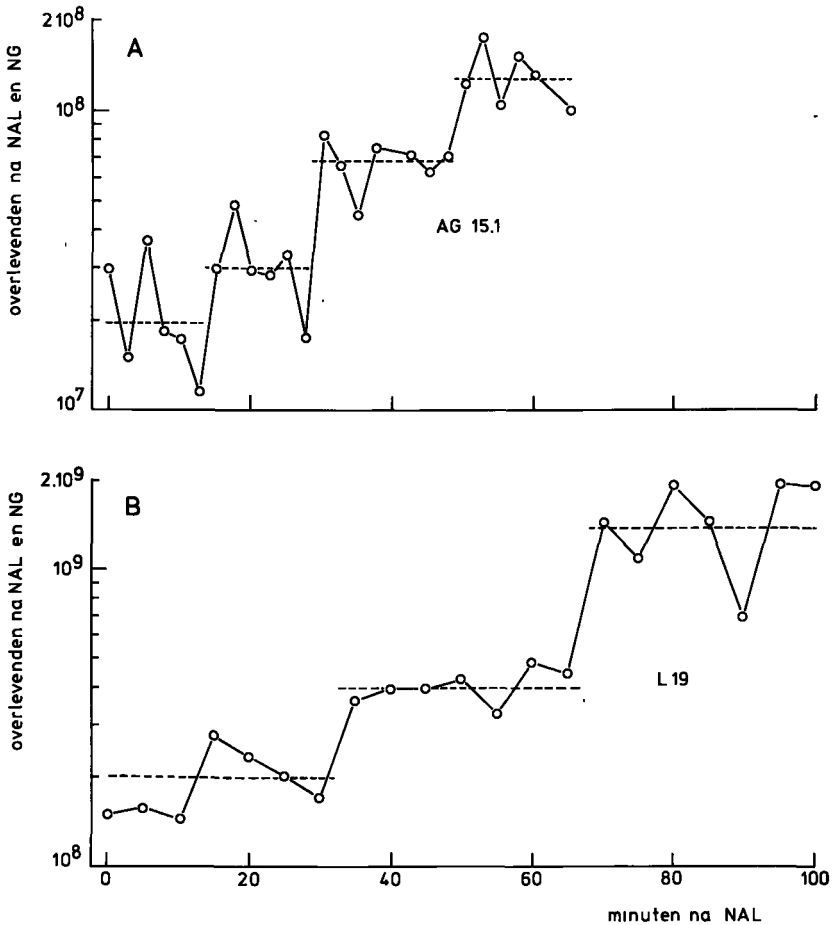 A
overlevenden na NAL en NG
2 10⁸
10⁸
10⁷
AG 15.1
B
overlevenden na NAL en NG
2.10⁹
10⁹
10⁸
L 19
0 20 40 60 80 100
minuten na NAL